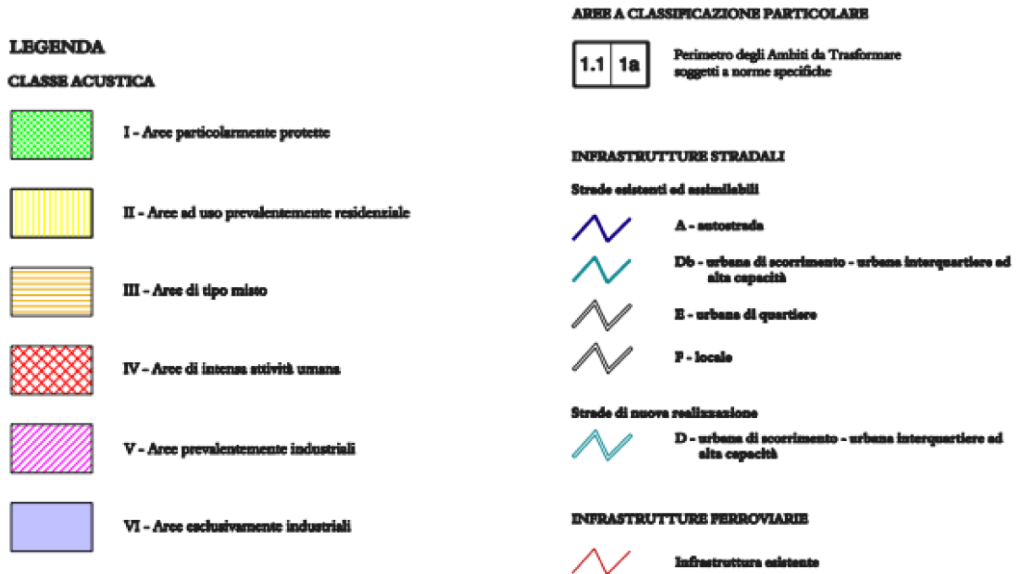 LEGENDA
CLASSE ACUSTICA
I - Aree particolarmente protette
II - Aree ad uso prevalentemente residenziale
III - Aree di tipo misto
IV - Aree di intensa attività umana
V - Aree prevalentemente industriali
VI - Aree esclusivamente industriali
AREE A CLASSIFICAZIONE PARTICOLARE
1.1 1a
Perimetro degli Ambiti da Trasformare
soggetti a norme specifiche
INFRASTRUTTURE STRADALI
Strade esistenti ed assimilabili
A - autostrada
Db - urbana di scorrimento - urbana interquartiere ad
alta capacità
E - urbana di quartiere
F - locale
Strade di nuova realizzazione
D - urbana di scorrimento - urbana interquartiere ad
alta capacità
INFRASTRUTTURE FERROVIARIE
Infrastruttura esistente